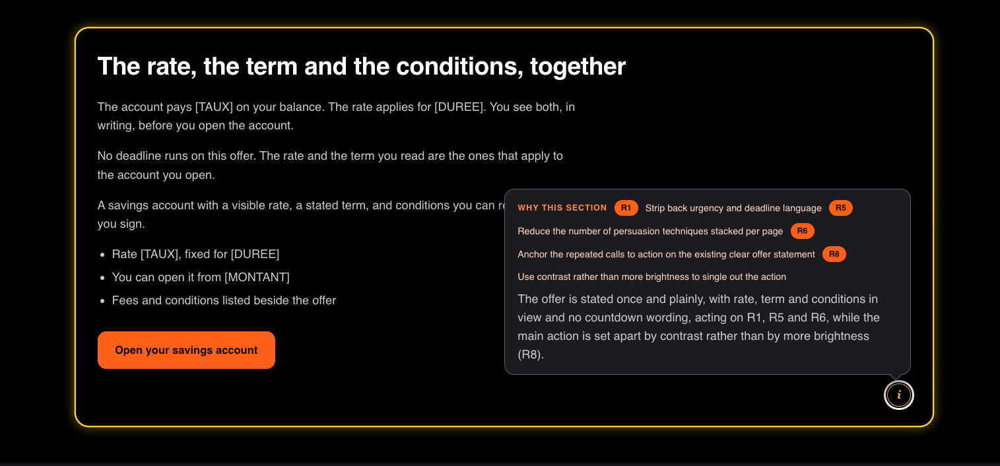 The rate, the term and the conditions, together
The account pays [TAUX] on your balance. The rate applies for [DUREE]. You see both, in
writing, before you open the account.
No deadline runs on this offer. The rate and the term you read are the ones that apply to
the account you open.
A savings account with a visible rate, a stated term, and conditions you can
you sign.
Rate [TAUX], fixed for [DUREE]
You can open it from [MONTANT]
Fees and conditions listed beside the offer
Open your savings account
WHY THIS SECTION R1 Strip back urgency and deadline language R5
Reduce the number of persuasion techniques stacked per page R6
Anchor the repeated calls to action on the existing clear offer statement R8
Use contrast rather than more brightness to single out the action
The offer is stated once and plainly, with rate, term and conditions in
view and no countdown wording, acting on R1, R5 and R6, while the
main action is set apart by contrast rather than by more brightness
(R8).
i